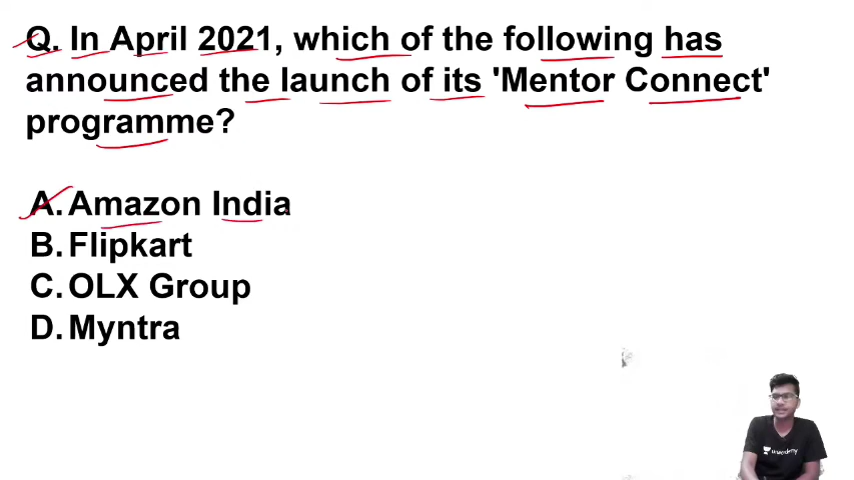 Q. In April 2021, which of the following has
announced the launch of its 'Mentor Connect'
programme?
A. Amazon India
B. Flipkart
C. OLX Group
D. Myntra
unacademy